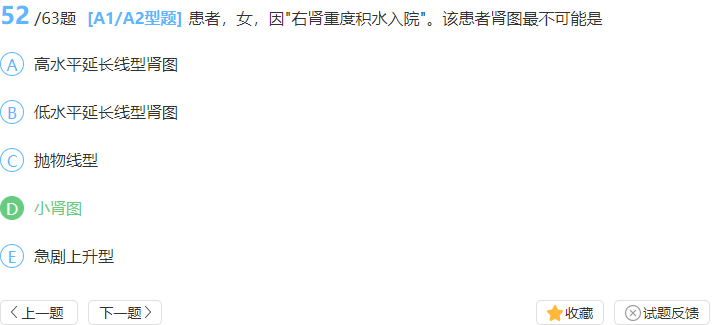 52 /63题 [A1/A2型题] 患者，女，因"右肾重度积水入院"。该患者肾图最不可能是
A 高水平延长线型肾图
B 低水平延长线型肾图
C 抛物线型
D 小肾图
E 急剧上升型
上一题 下一题 收藏 试题反馈